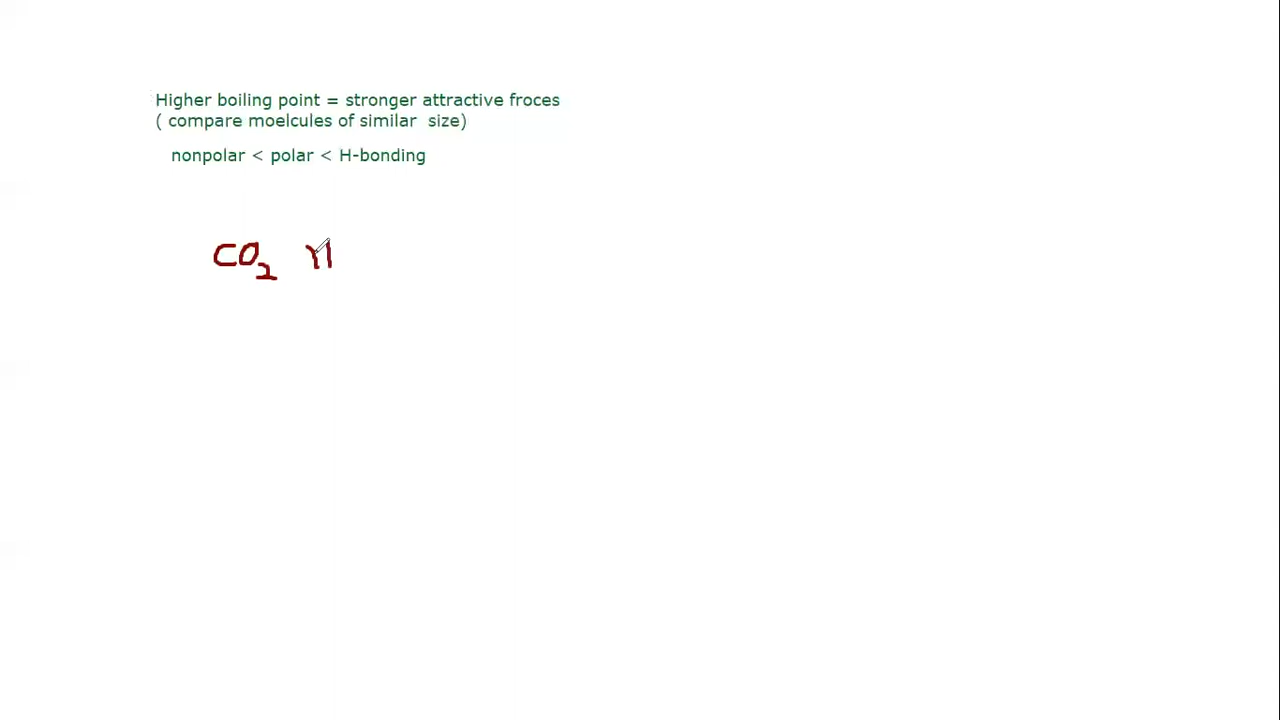 Higher boiling point = stronger attractive froces
( compare moelcules of similar size)
nonpolar < polar < H-bonding
CO₂